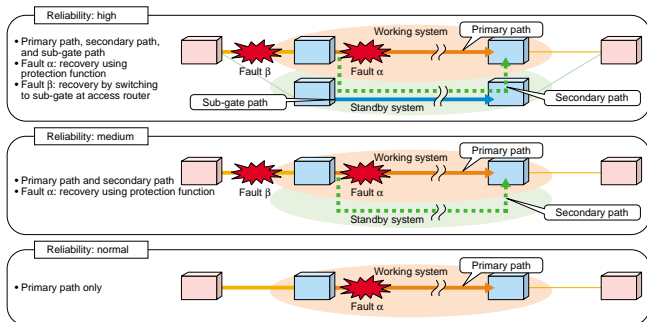 Reliability: high
• Primary path, secondary path,
and sub-gate path
• Fault α: recovery using
protection function
• Fault β: recovery by switching
to sub-gate at access router
Working system
Primary path
Fault β
Fault α
Sub-gate path
Standby system
Secondary path
Reliability: medium
• Primary path and secondary path
• Fault α: recovery using protection function
Working system
Primary path
Fault β
Fault α
Standby system
Secondary path
Reliability: normal
• Primary path only
Working system
Primary path
Fault α